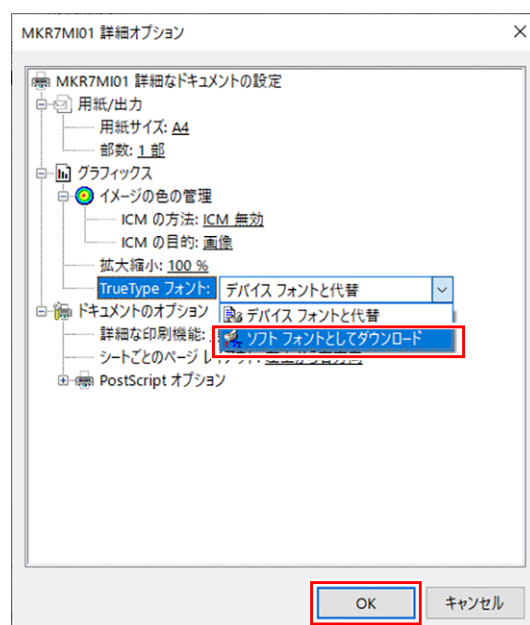 MKR7MI01 詳細オプション
MKR7MI01 詳細なドキュメントの設定
用紙/出力
用紙サイズ: A4
部数: 1 部
グラフィックス
イメージの色の管理
ICM の方法: ICM 無効
ICM の目的: 画像
拡大縮小: 100 %
TrueType フォント: デバイス フォントと代替
ドキュメントのオプション デバイス フォントと代替
詳細な印刷機能: ソフト フォントとしてダウンロード
シートごとのページ レ
PostScript オプション
OK キャンセル